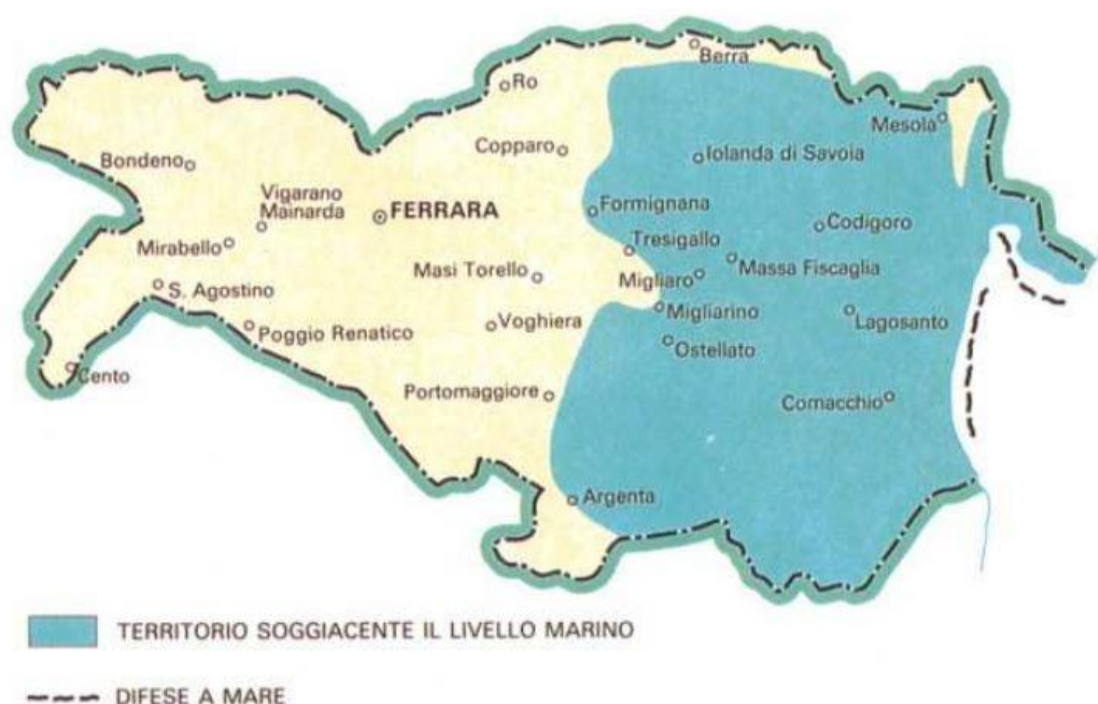 Berra
Ro
Mesola
Copparo
Iolanda di Savoia
Bondeno
Vigarano
Mainarda
FERRARA
Formignana
Codigoro
Mirabello
Tresigallo
Masi Torello
Migliaro
Massa Fiscaglia
S. Agostino
Migliarino
Lagosanto
Poggio Renatico
Voghiera
Ostellato
Cento
Portomaggiore
Comacchio
Argenta
TERRITORIO SOGGIACENTE IL LIVELLO MARINO
DIFESE A MARE